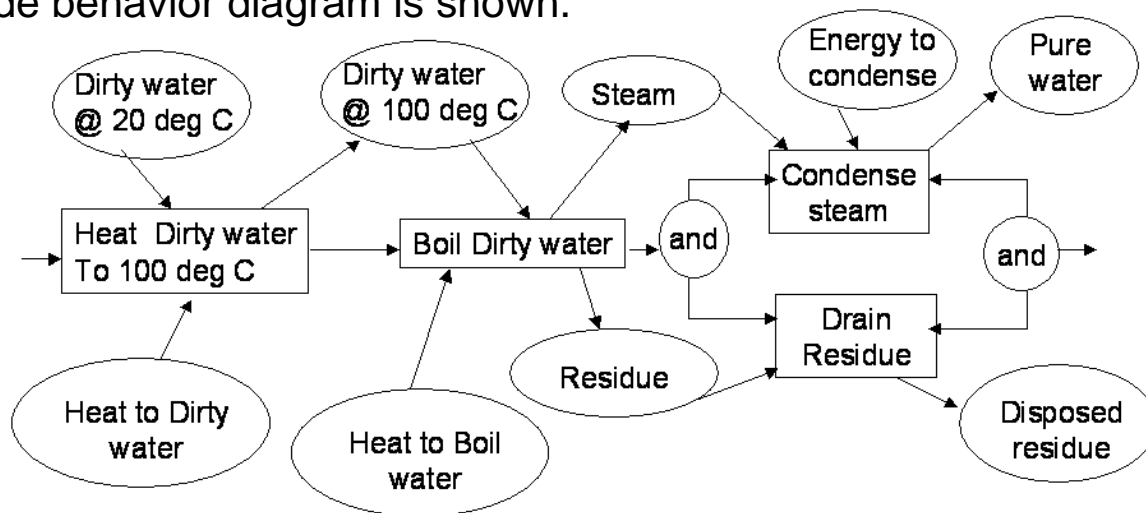 de behavior diagram is shown.
Dirty water
@ 20 deg C
Dirty water
@ 100 deg C
Steam
Energy to
condense
Pure
water
Heat Dirty water
To 100 deg C
Boil Dirty water
and
Condense
steam
and
Drain
Residue
Heat to Dirty
water
Heat to Boil
water
Residue
Disposed
residue